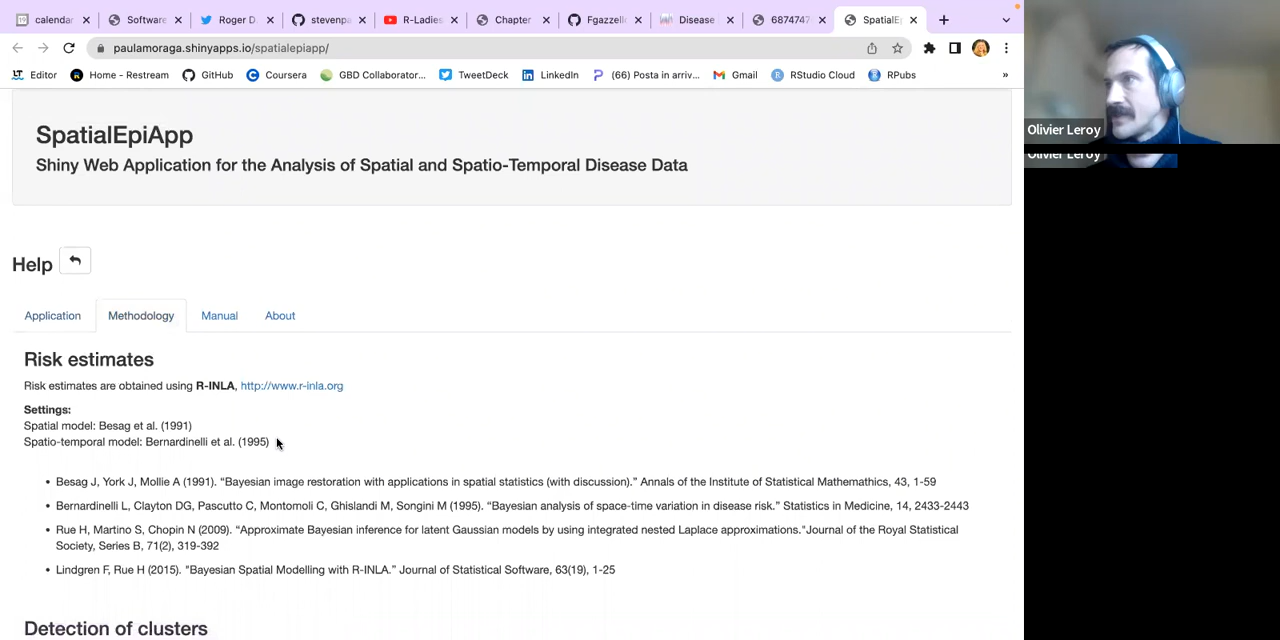 calendar
Software
Roger D.
stevenpa
R-Ladies
Chapter
Fgazzell
Disease
6874747
SpatialE
paulamoraga.shinyapps.io/spatialepiapp/
Editor
Home - Restream
GitHub
Coursera
GBD Collaborator...
TweetDeck
LinkedIn
(66) Posta in arriv...
Gmail
RStudio Cloud
RPubs
»
SpatialEpiApp
Shiny Web Application for the Analysis of Spatial and Spatio-Temporal Disease Data
Help
Application
Methodology
Manual
About
Risk estimates
Risk estimates are obtained using R-INLA, http://www.r-inla.org
Settings:
Spatial model: Besag et al. (1991)
Spatio-temporal model: Bernardinelli et al. (1995)
• Besag J, York J, Mollie A (1991). “Bayesian image restoration with applications in spatial statistics (with discussion).” Annals of the Institute of Statistical Mathemathics, 43, 1-59
• Bernardinelli L, Clayton DG, Pascutto C, Montomoli C, Ghislandi M, Songini M (1995). “Bayesian analysis of space-time variation in disease risk.” Statistics in Medicine, 14, 2433-2443
• Rue H, Martino S, Chopin N (2009). “Approximate Bayesian inference for latent Gaussian models by using integrated nested Laplace approximations."Journal of the Royal Statistical
Society, Series B, 71(2), 319-392
• Lindgren F, Rue H (2015). "Bayesian Spatial Modelling with R-INLA.” Journal of Statistical Software, 63(19), 1-25
Detection of clusters
Olivier Leroy
Olivier Leroy